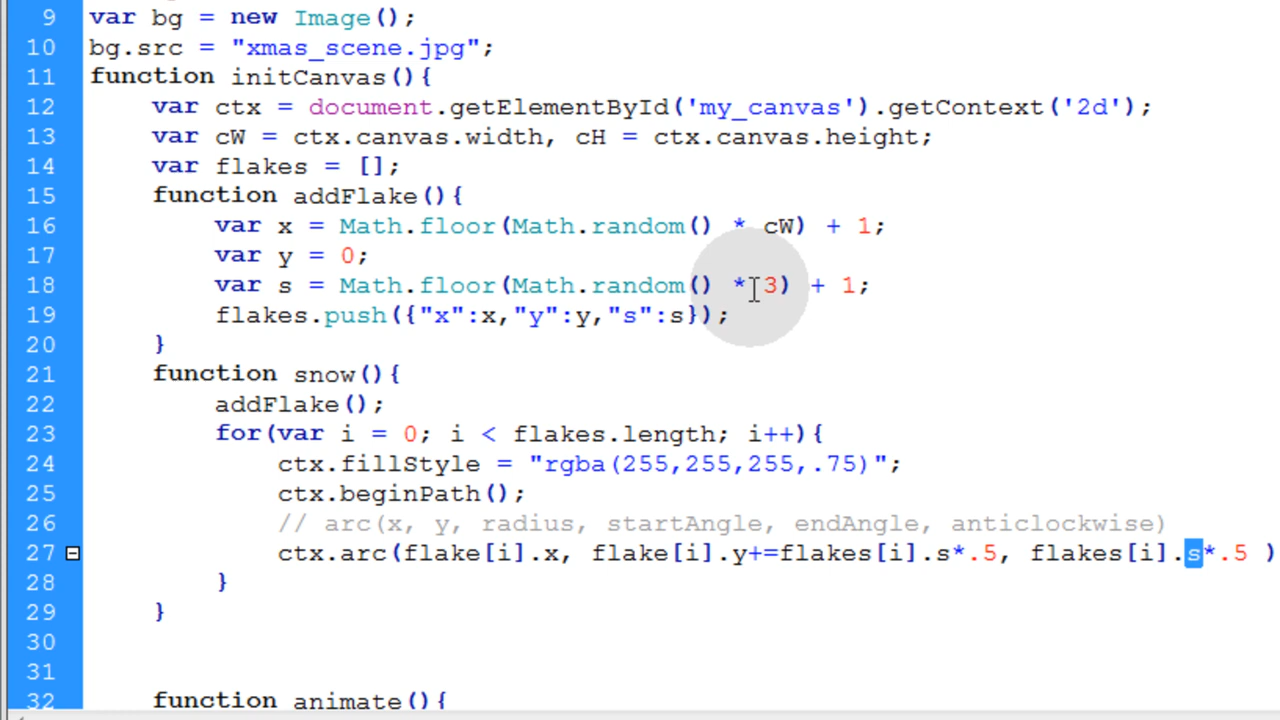 9 var bg = new Image();
10 bg.src = "xmas_scene.jpg";
11 function initCanvas(){
12 var ctx = document.getElementById('my_canvas').getContext('2d');
13 var cW = ctx.canvas.width, cH = ctx.canvas.height;
14 var flakes = [];
15 function addFlake(){
16 var x = Math.floor(Math.random() * cW) + 1;
17 var y = 0;
18 var s = Math.floor(Math.random() * 3) + 1;
19 flakes.push({"x":x,"y":y,"s":s});
20 }
21 function snow(){
22 addFlake();
23 for(var i = 0; i < flakes.length; i++){
24 ctx.fillStyle = "rgba(255,255,255,.75)";
25 ctx.beginPath();
26 // arc(x, y, radius, startAngle, endAngle, anticlockwise)
27 ctx.arc(flake[i].x, flake[i].y+=flakes[i].s*.5, flakes[i].s*.5 )
28 }
29 }
30
31
32 function animate(){